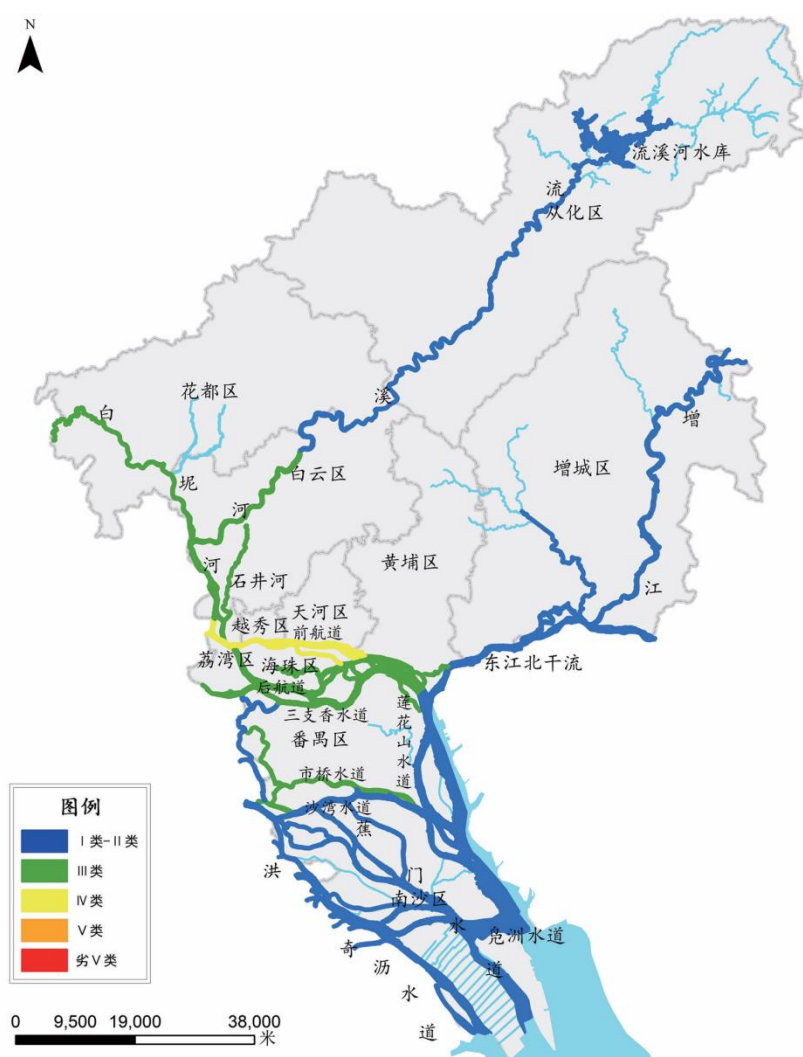 N
流溪河水库
流
从化区
溪
花都区
白
增
坭
白云区
增城区
河
黄埔区
河
石井河
江
天河区
越秀区
前航道
荔湾区
海珠区
东江北干流
后航道
三支香水道
莲花山水道
番禺区
市桥水道
沙湾水道
蕉
洪
门
南沙区
水
凫洲水道
奇
道
沥
水
道
图例
Ⅰ类-Ⅱ类
Ⅲ类
Ⅳ类
Ⅴ类
劣Ⅴ类
0 9,500 19,000 38,000
米